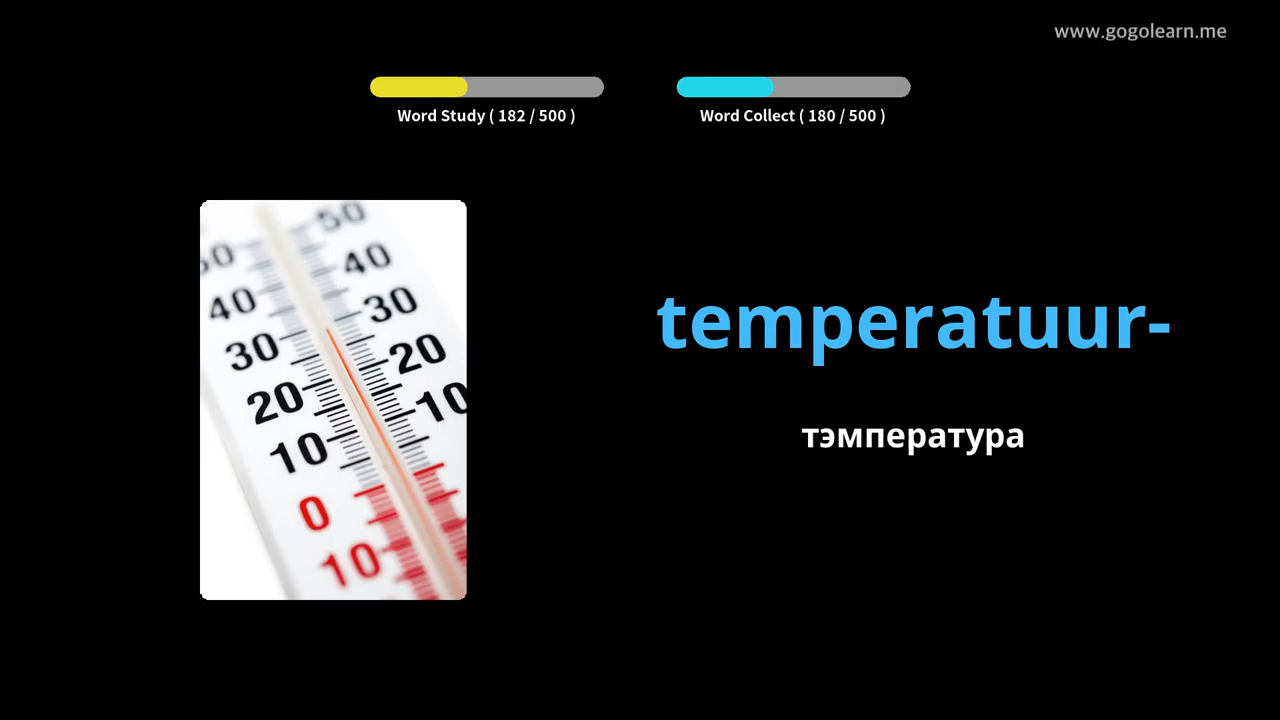 www.gogolearn.me
Word Study ( 182 / 500 )
Word Collect ( 180 / 500 )
50
50
40
40
30
30
20
20
10
10
0
10
temperatuur-
тэмпература